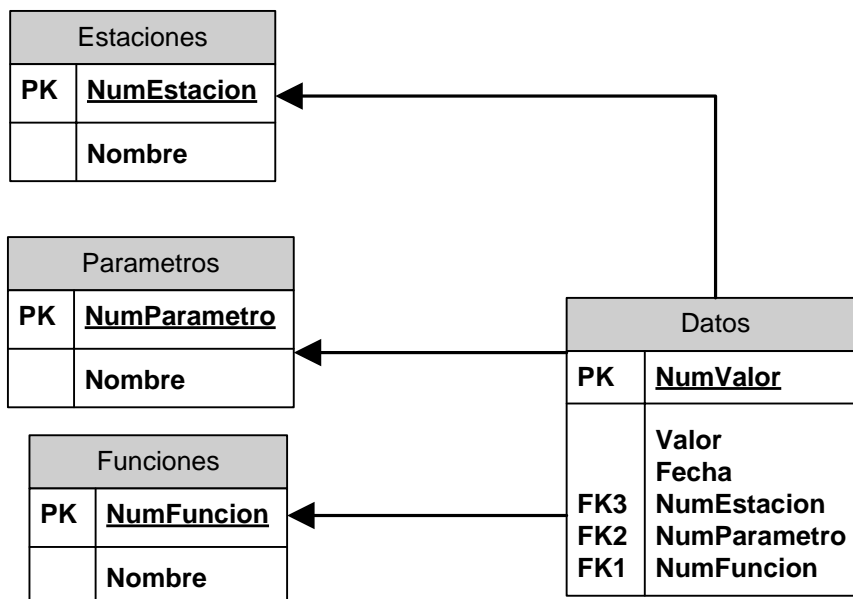 Estaciones
PK NumEstacion
Nombre
Parametros
PK NumParametro
Nombre
Funciones
PK NumFuncion
Nombre
Datos
PK NumValor
Valor
Fecha
FK3 NumEstacion
FK2 NumParametro
FK1 NumFuncion